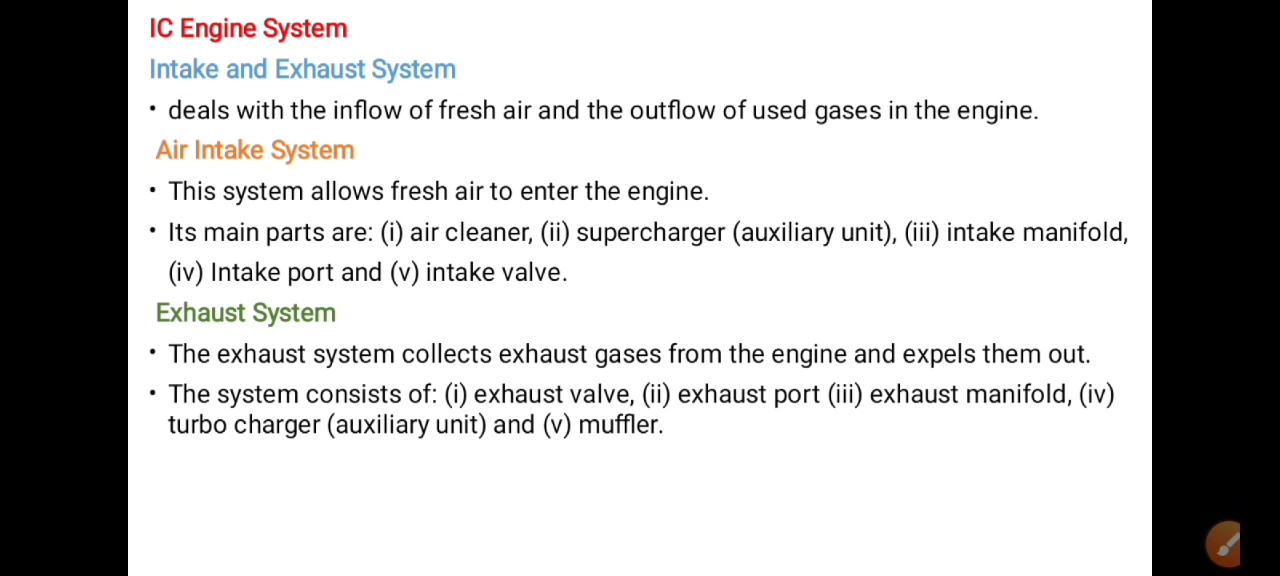 IC Engine System
Intake and Exhaust System
• deals with the inflow of fresh air and the outflow of used gases in the engine.
Air Intake System
• This system allows fresh air to enter the engine.
• Its main parts are: (i) air cleaner, (ii) supercharger (auxiliary unit), (iii) intake manifold,
(iv) Intake port and (v) intake valve.
Exhaust System
• The exhaust system collects exhaust gases from the engine and expels them out.
• The system consists of: (i) exhaust valve, (ii) exhaust port (iii) exhaust manifold, (iv)
turbo charger (auxiliary unit) and (v) muffler.